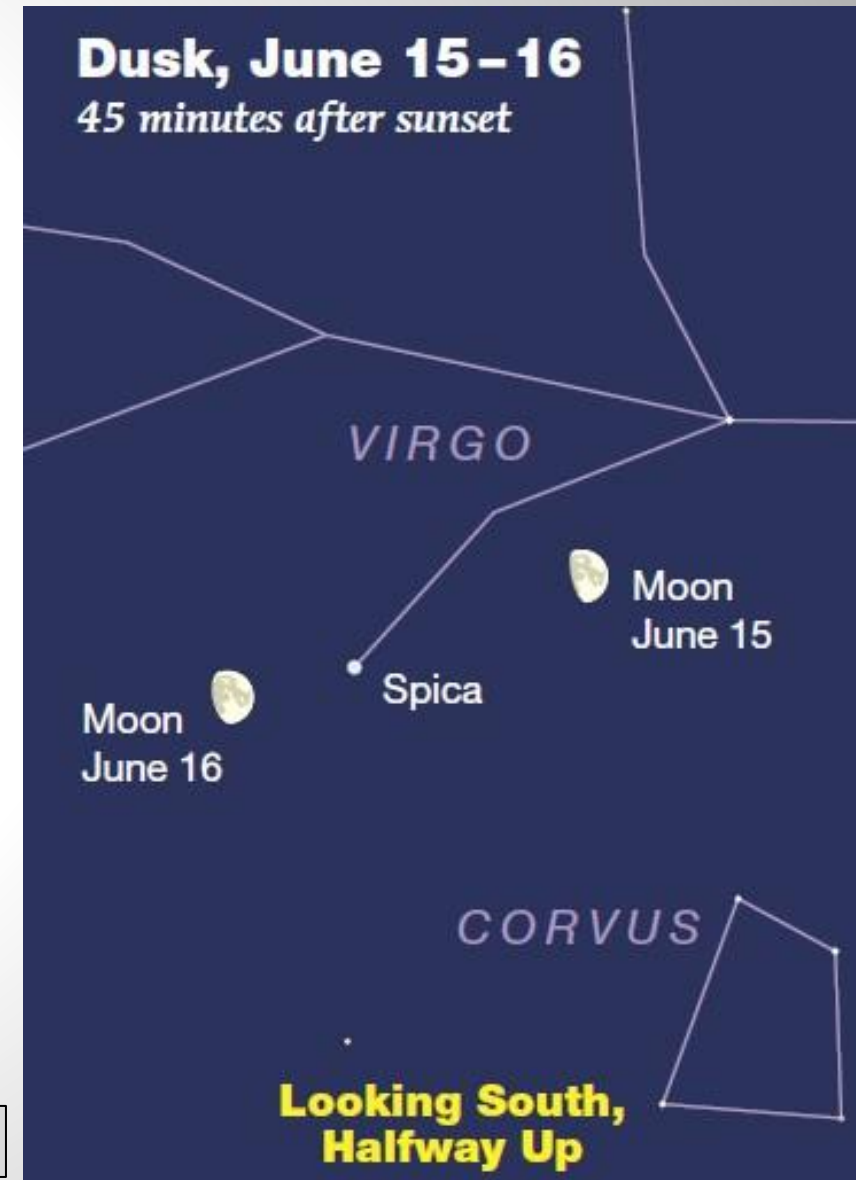 Dusk, June 15–16
45 minutes after sunset
VIRGO
Moon
June 15
Spica
Moon
June 16
CORVUS
Looking South,
Halfway Up